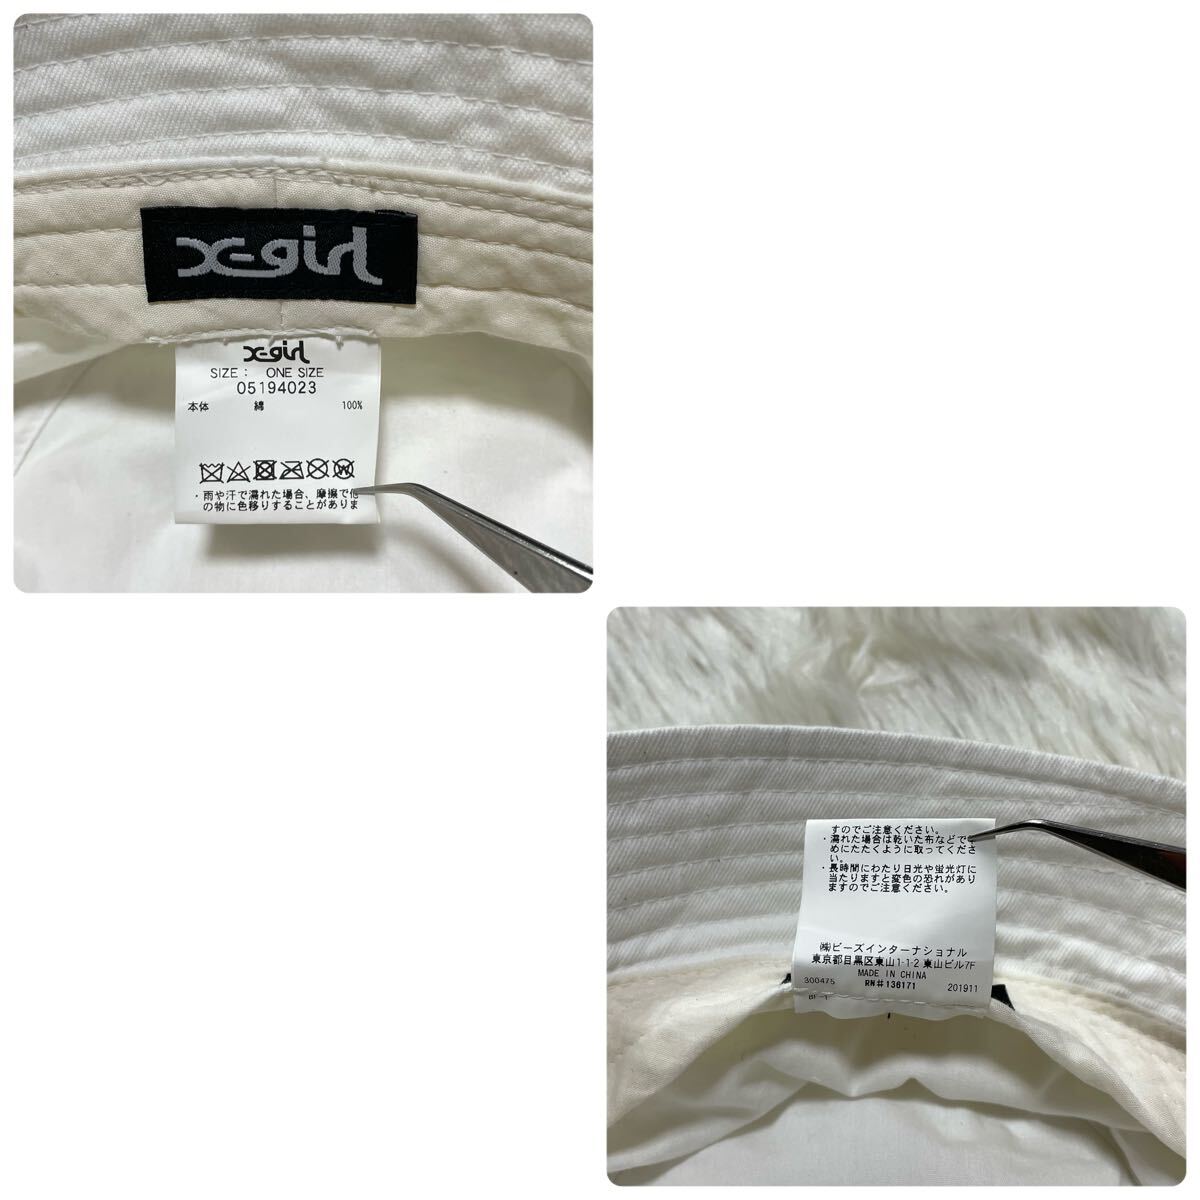 X-girl
X-girl
SIZE : ONE SIZE
05194023
本体 綿 100%
・雨や汗で濡れた場合、摩擦で他
の物に色移りすることがありま
すのでご注意ください。
・濡れた場合は乾いた布などで
めにたたくように取ってくださ
い。
・長時間にわたり日光や蛍光灯に
当たりますと変色の恐れがあり
ますのでご注意ください。
㈱ビーズインターナショナル
東京都目黒区東山1-1-2 東山ビル7F
MADE IN CHINA
300475 RN#136171 201911